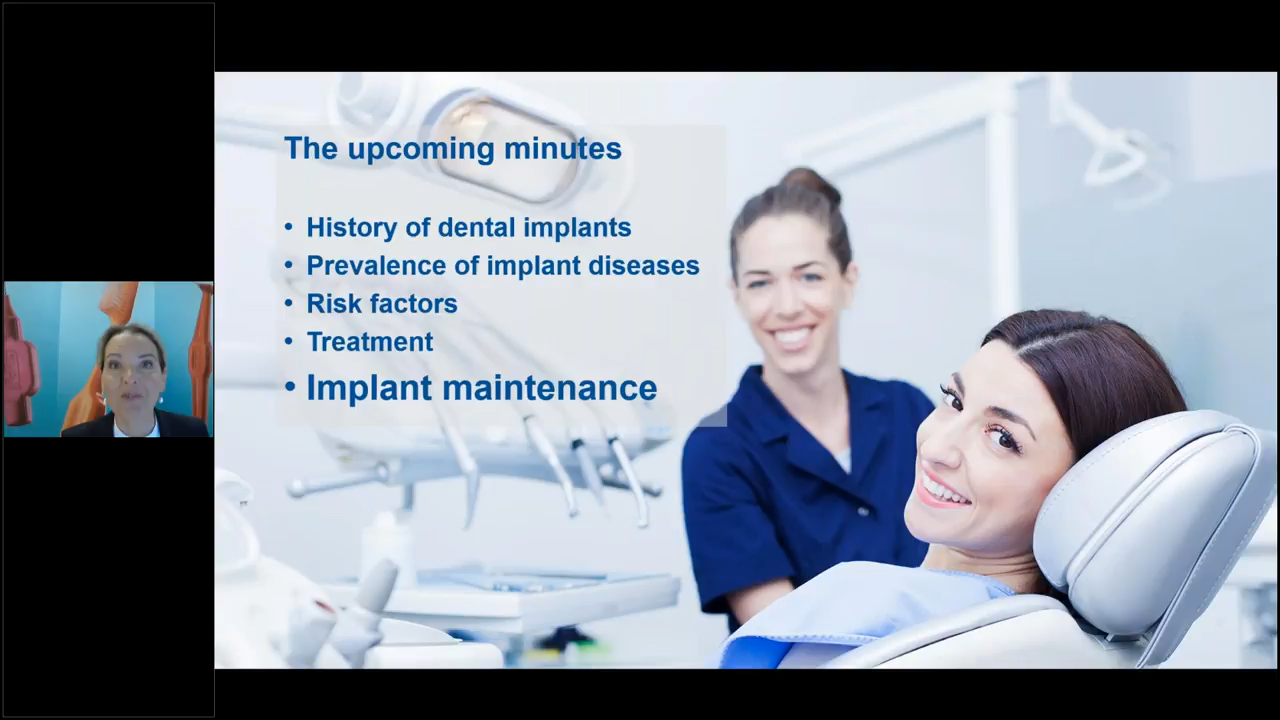 The upcoming minutes
• History of dental implants
• Prevalence of implant diseases
• Risk factors
• Treatment
• Implant maintenance